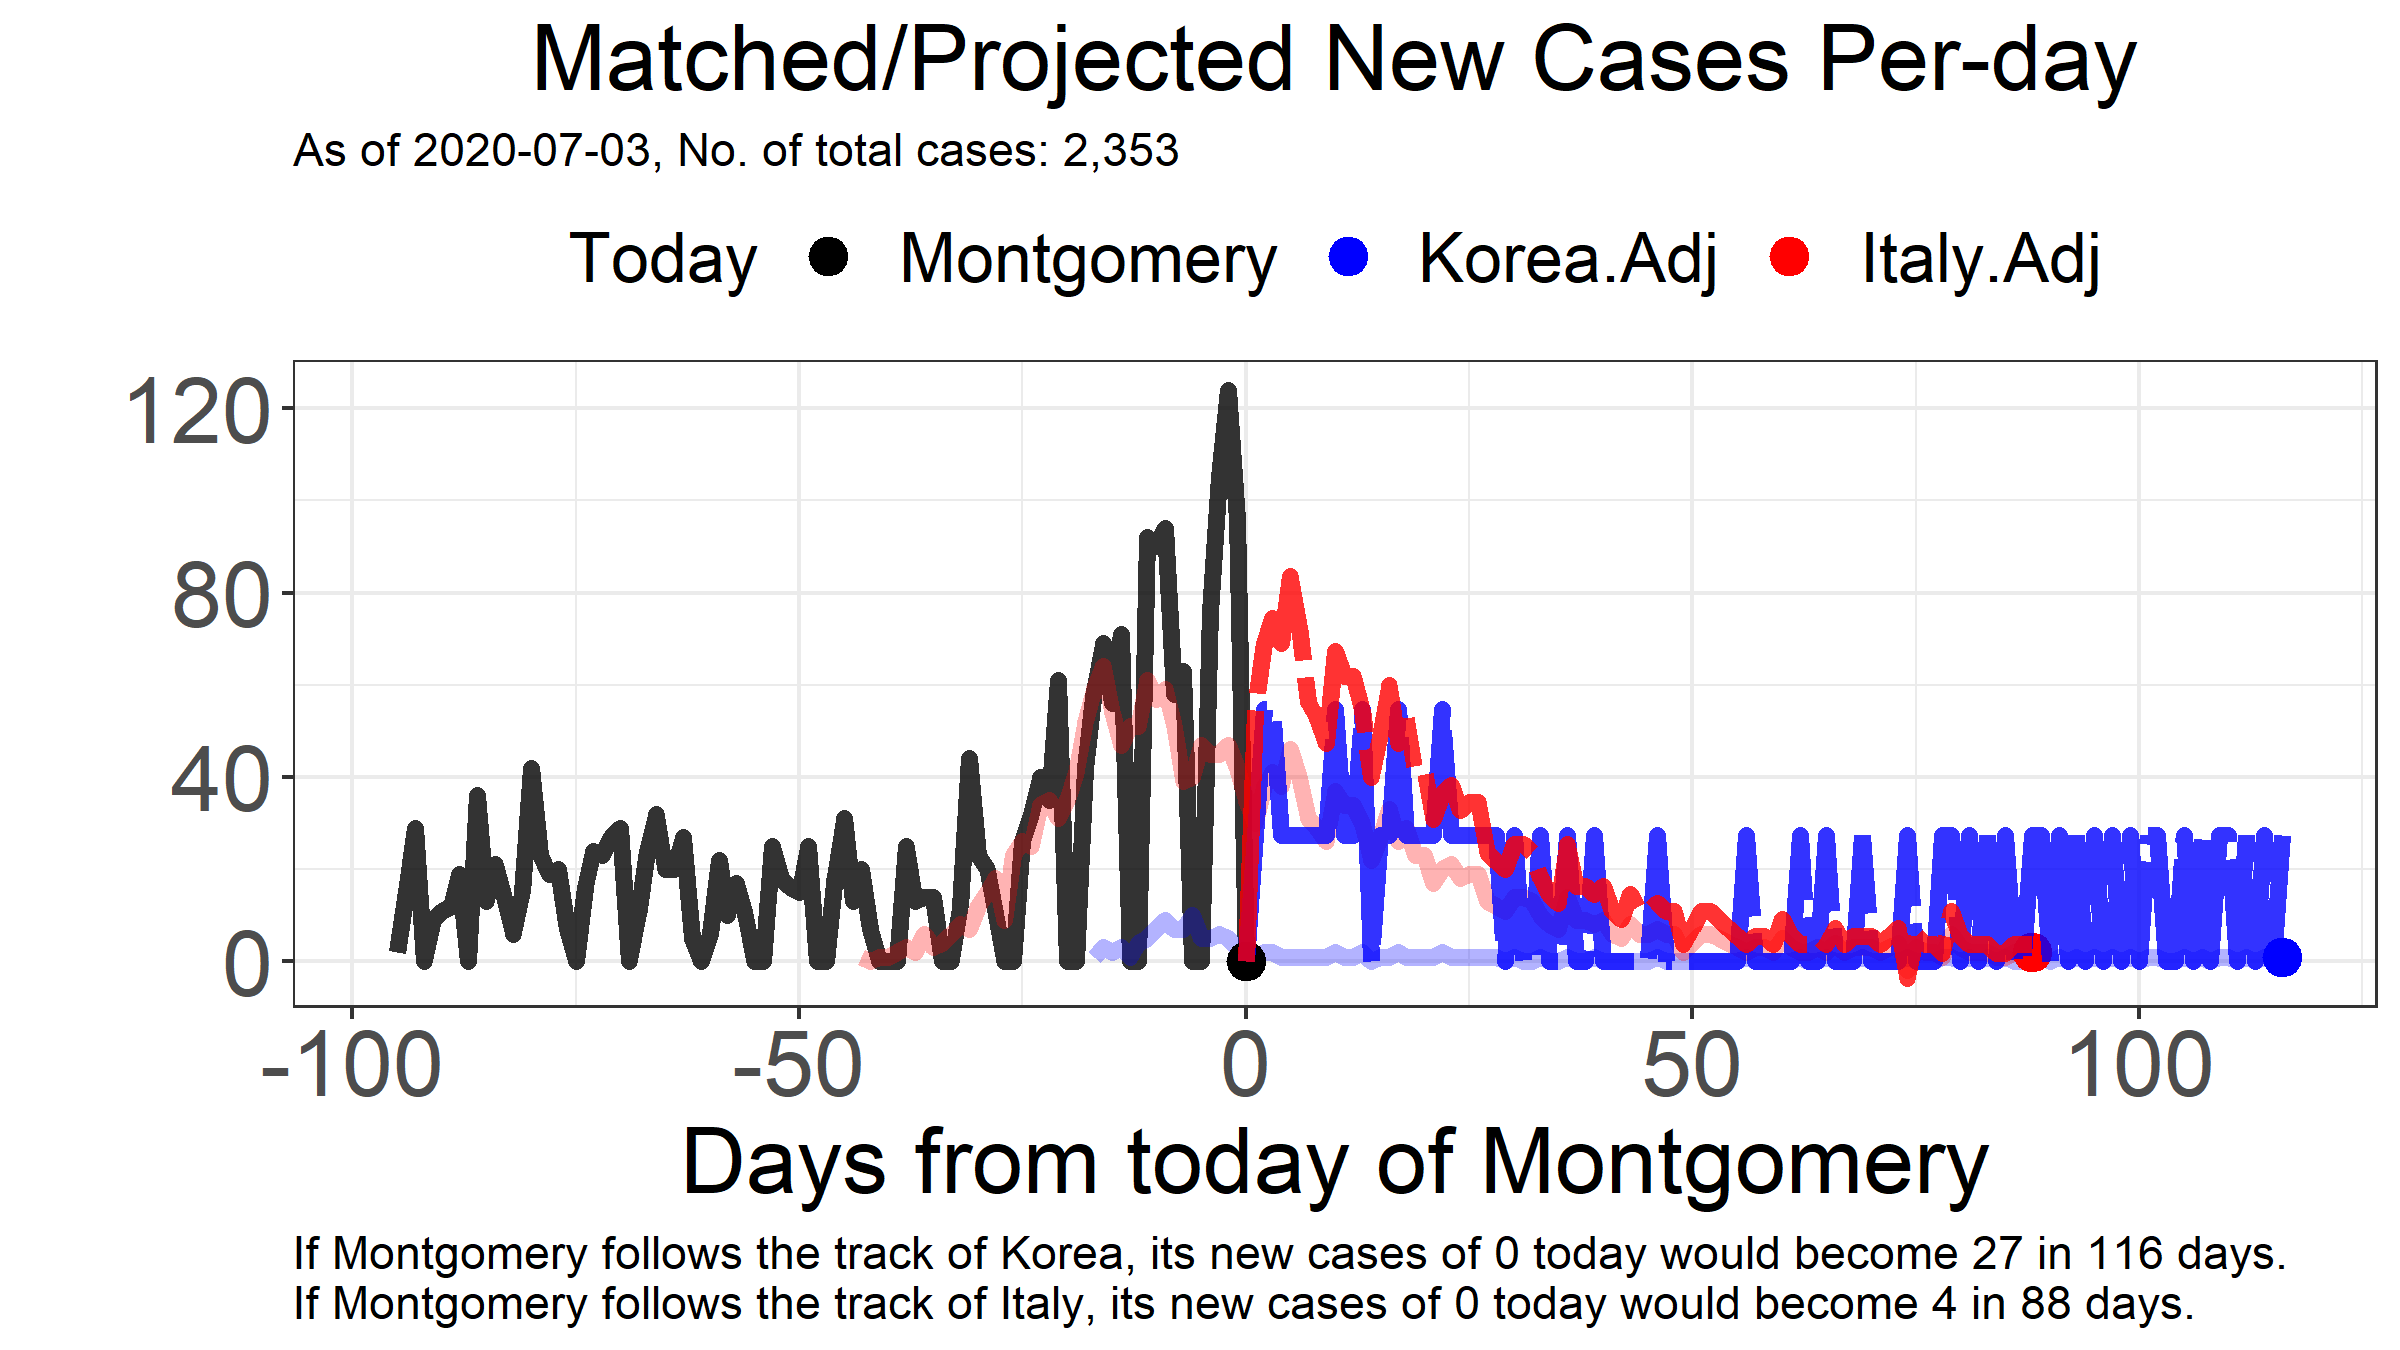 Matched/Projected New Cases Per-day
As of 2020-07-03, No. of total cases: 2,353
Today Montgomery Korea.Adj Italy.Adj
120
80
40
0
-100 -50 0 50 100
Days from today of Montgomery
If Montgomery follows the track of Korea, its new cases of 0 today would become 27 in 116 days.
If Montgomery follows the track of Italy, its new cases of 0 today would become 4 in 88 days.